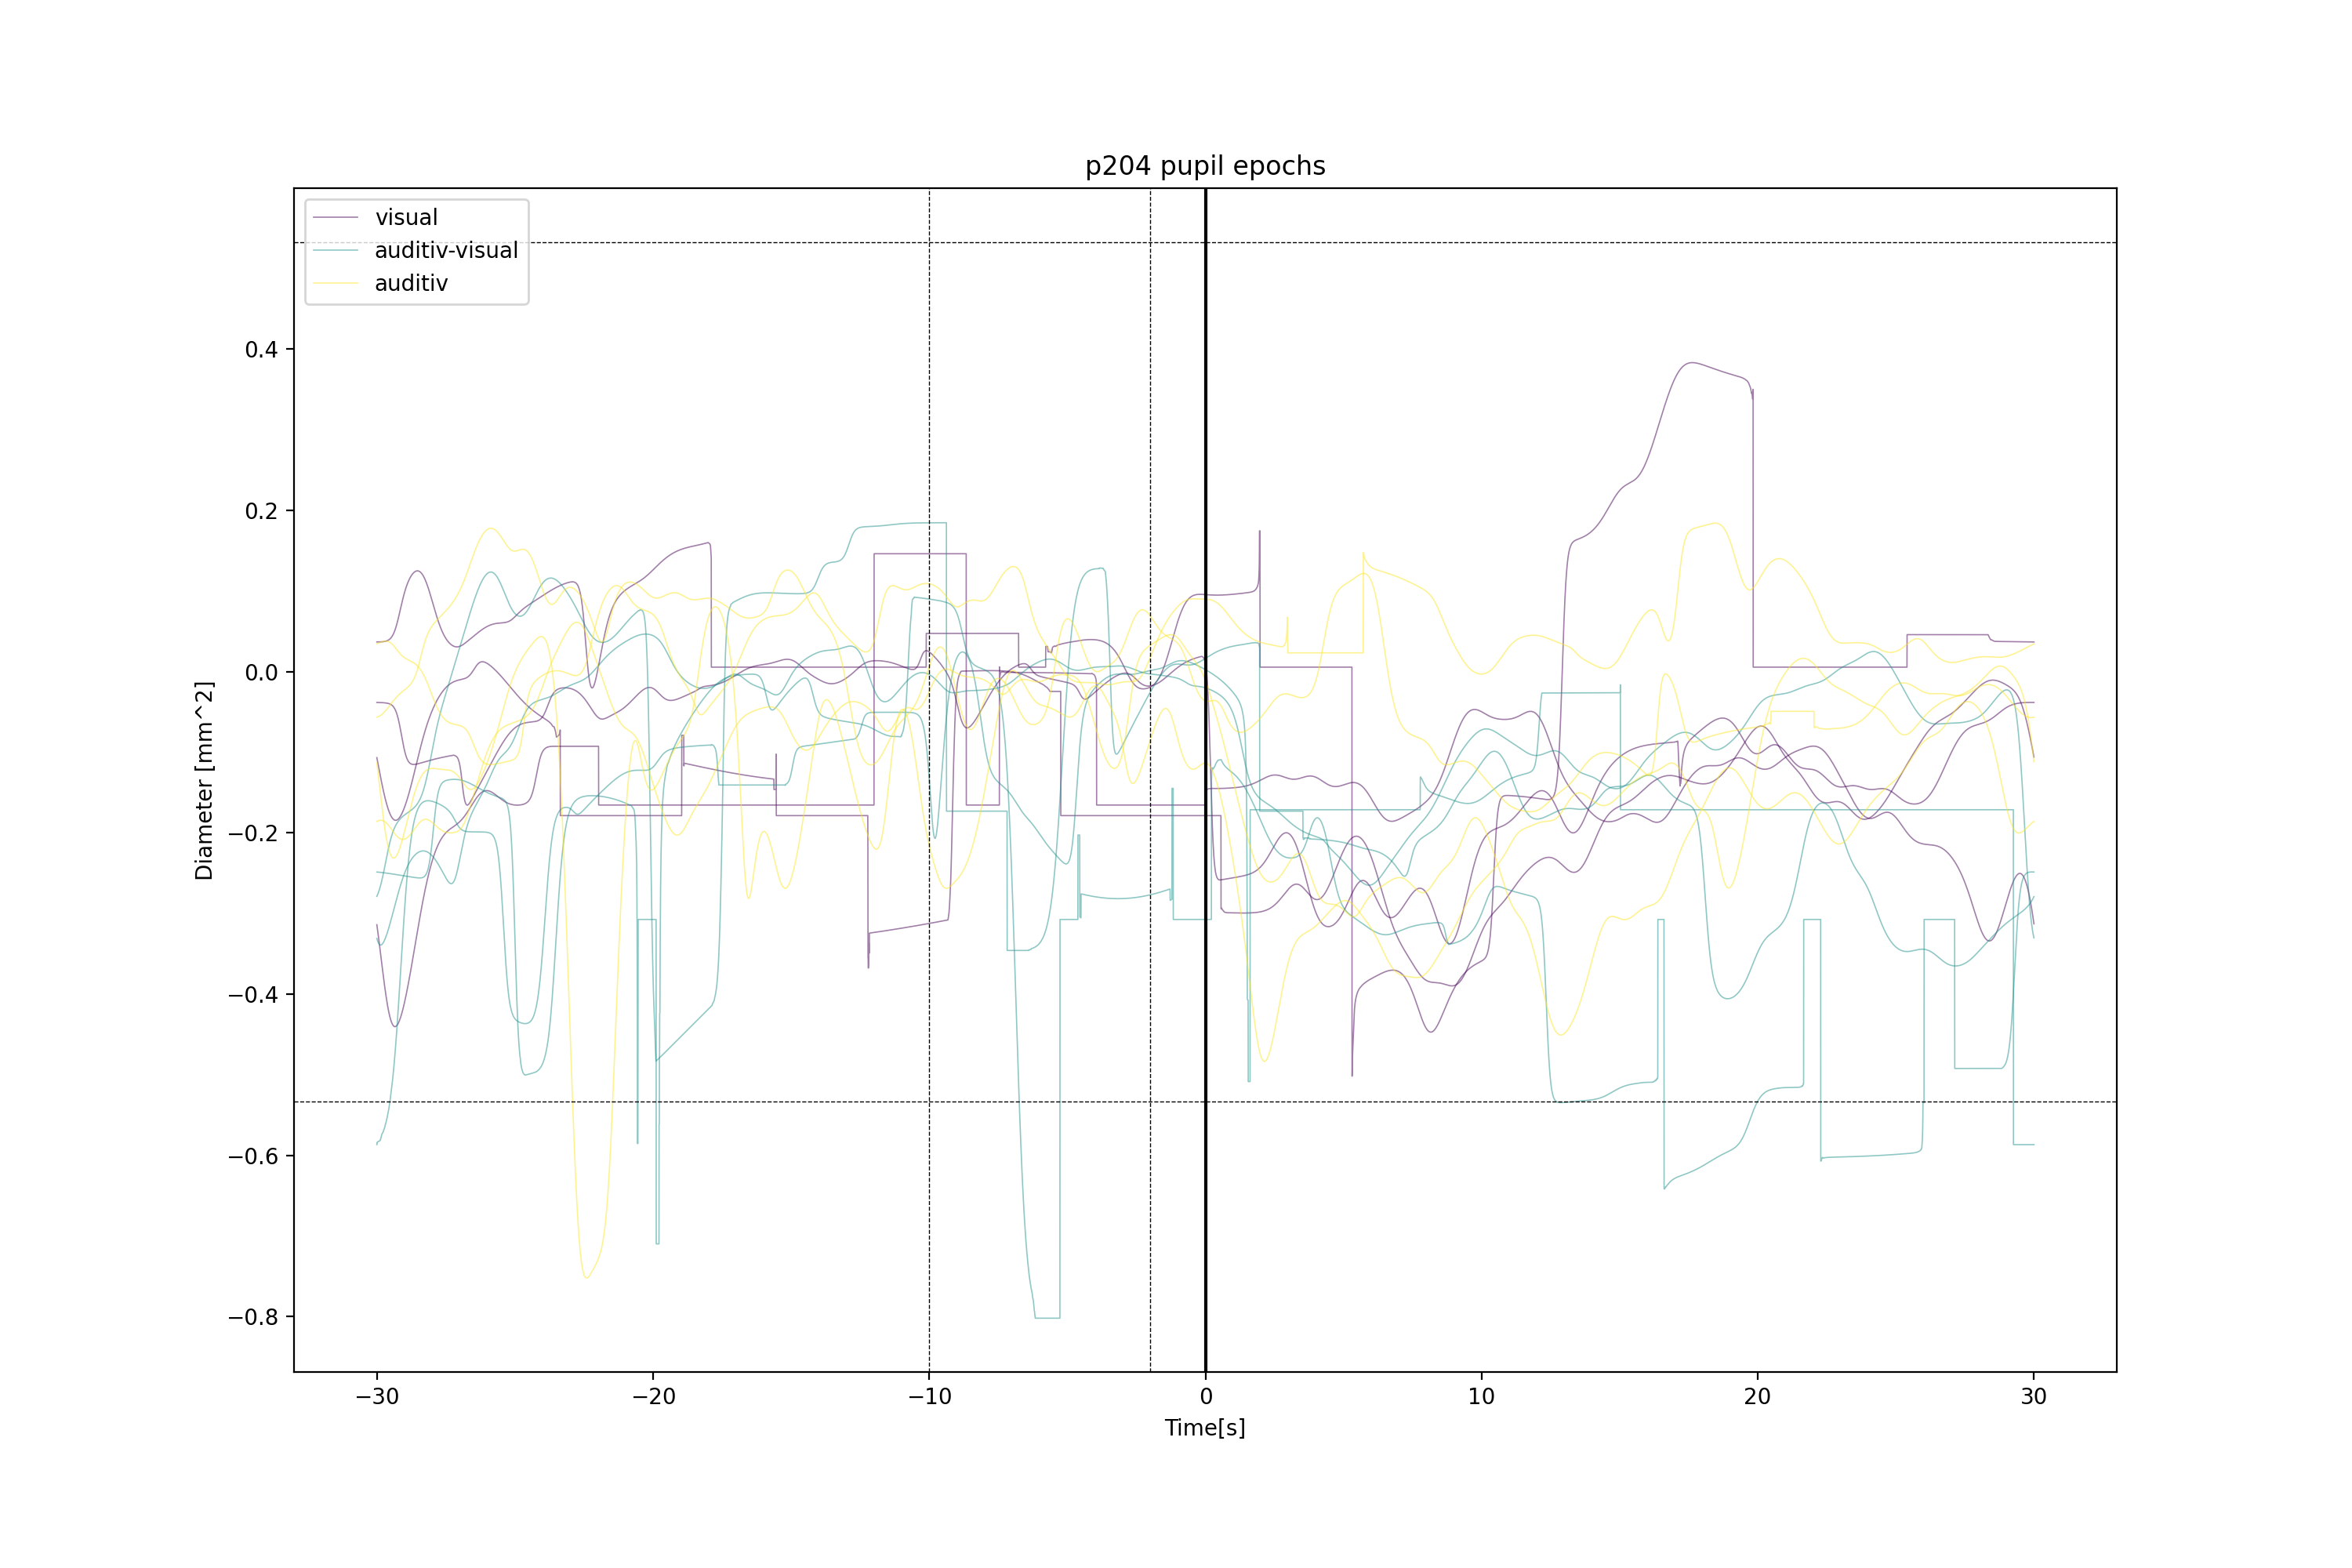 p204 pupil epochs
visual
auditiv-visual
auditiv
Diameter [mm^2]
0.4
0.2
0.0
−0.2
−0.4
−0.6
−0.8
−30
−20
−10
0
10
20
30
Time[s]